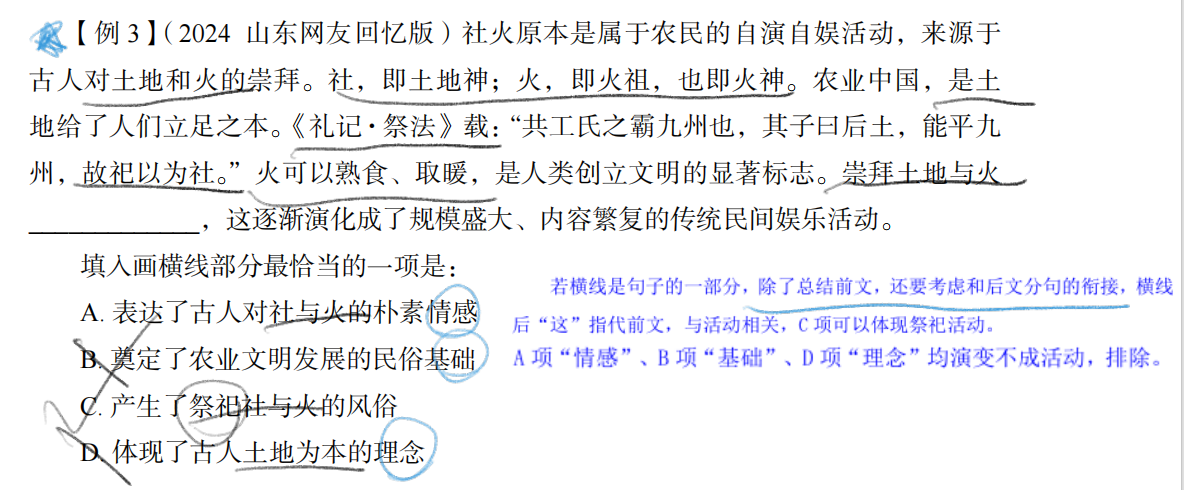 【例 3】（2024 山东网友回忆版）社火原本是属于农民的自演自娱活动，来源于
古人对土地和火的崇拜。社，即土地神；火，即火祖，也即火神。农业中国，是土
地给了人们立足之本。《礼记·祭法》载：“共工氏之霸九州也，其子曰后土，能平九
州，故祀以为社。”火可以熟食、取暖，是人类创立文明的显著标志。崇拜土地与火
____________，这逐渐演化成了规模盛大、内容繁复的传统民间娱乐活动。
填入画横线部分最恰当的一项是：
A. 表达了古人对社与火的朴素情感
B. 奠定了农业文明发展的民俗基础
C. 产生了祭祀社与火的风俗
D. 体现了古人土地为本的理念
若横线是句子的一部分，除了总结前文，还要考虑和后文分句的衔接，横线
后“这”指代前文，与活动相关，C 项可以体现祭祀活动。
A 项“情感”、B 项“基础”、D 项“理念”均演变不成活动，排除。